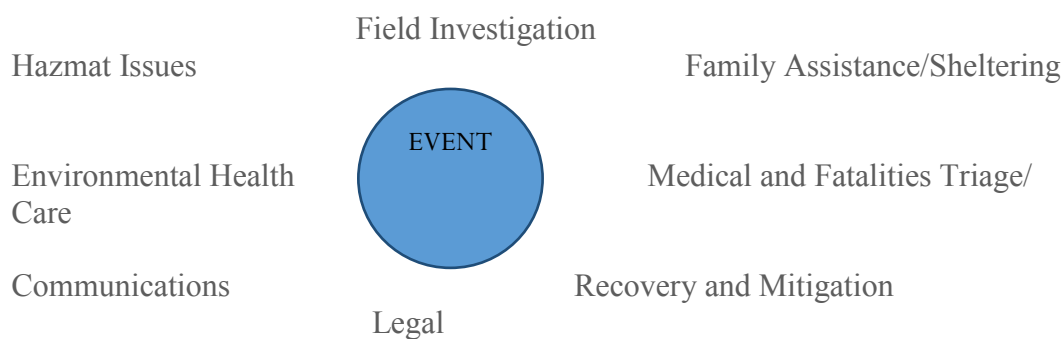 Field Investigation
Hazmat Issues Family Assistance/Sheltering
EVENT
Environmental Health Medical and Fatalities Triage/
Care
Communications Recovery and Mitigation
Legal